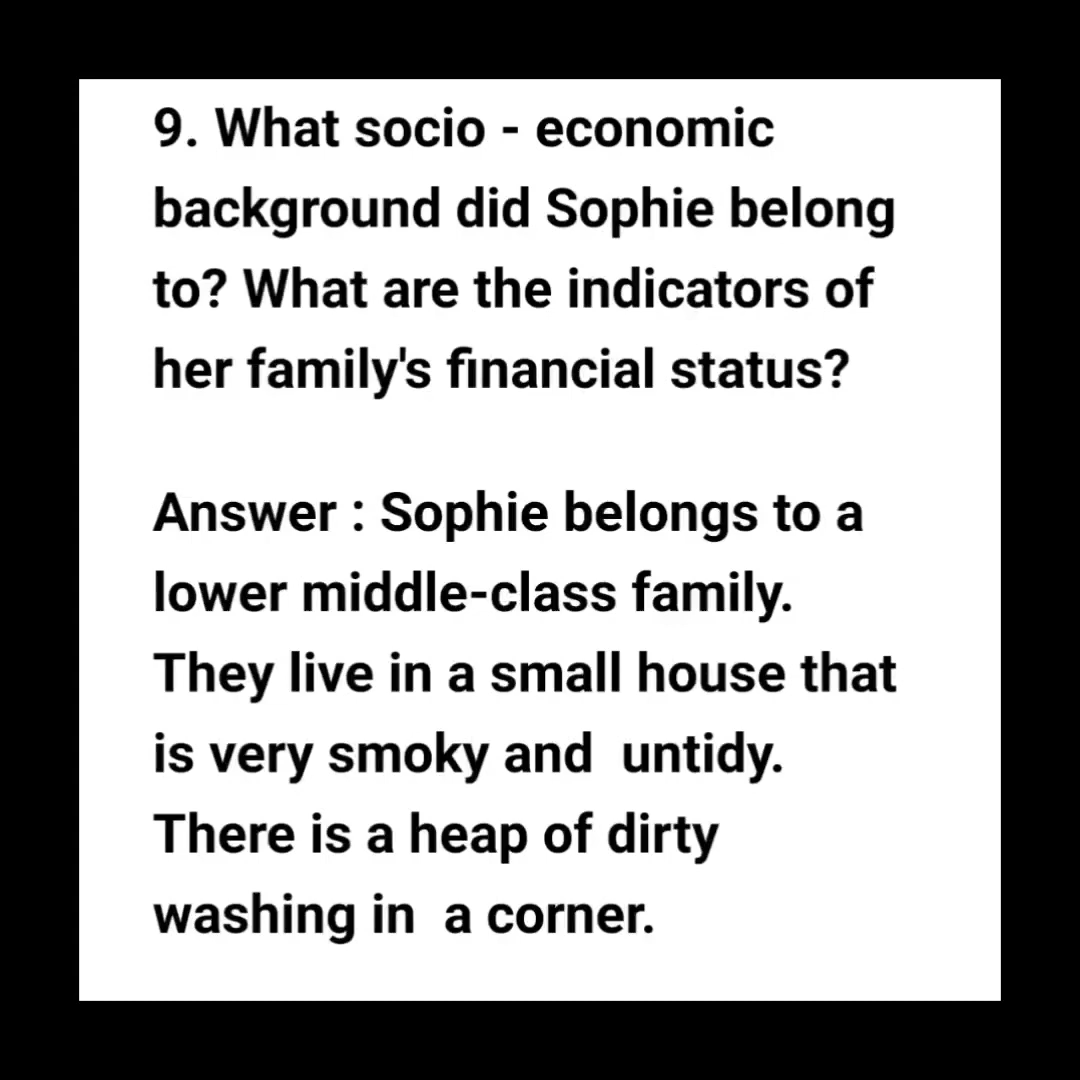 9. What socio - economic
background did Sophie belong
to? What are the indicators of
her family's financial status?
Answer : Sophie belongs to a
lower middle-class family.
They live in a small house that
is very smoky and  untidy.
There is a heap of dirty
washing in  a corner.